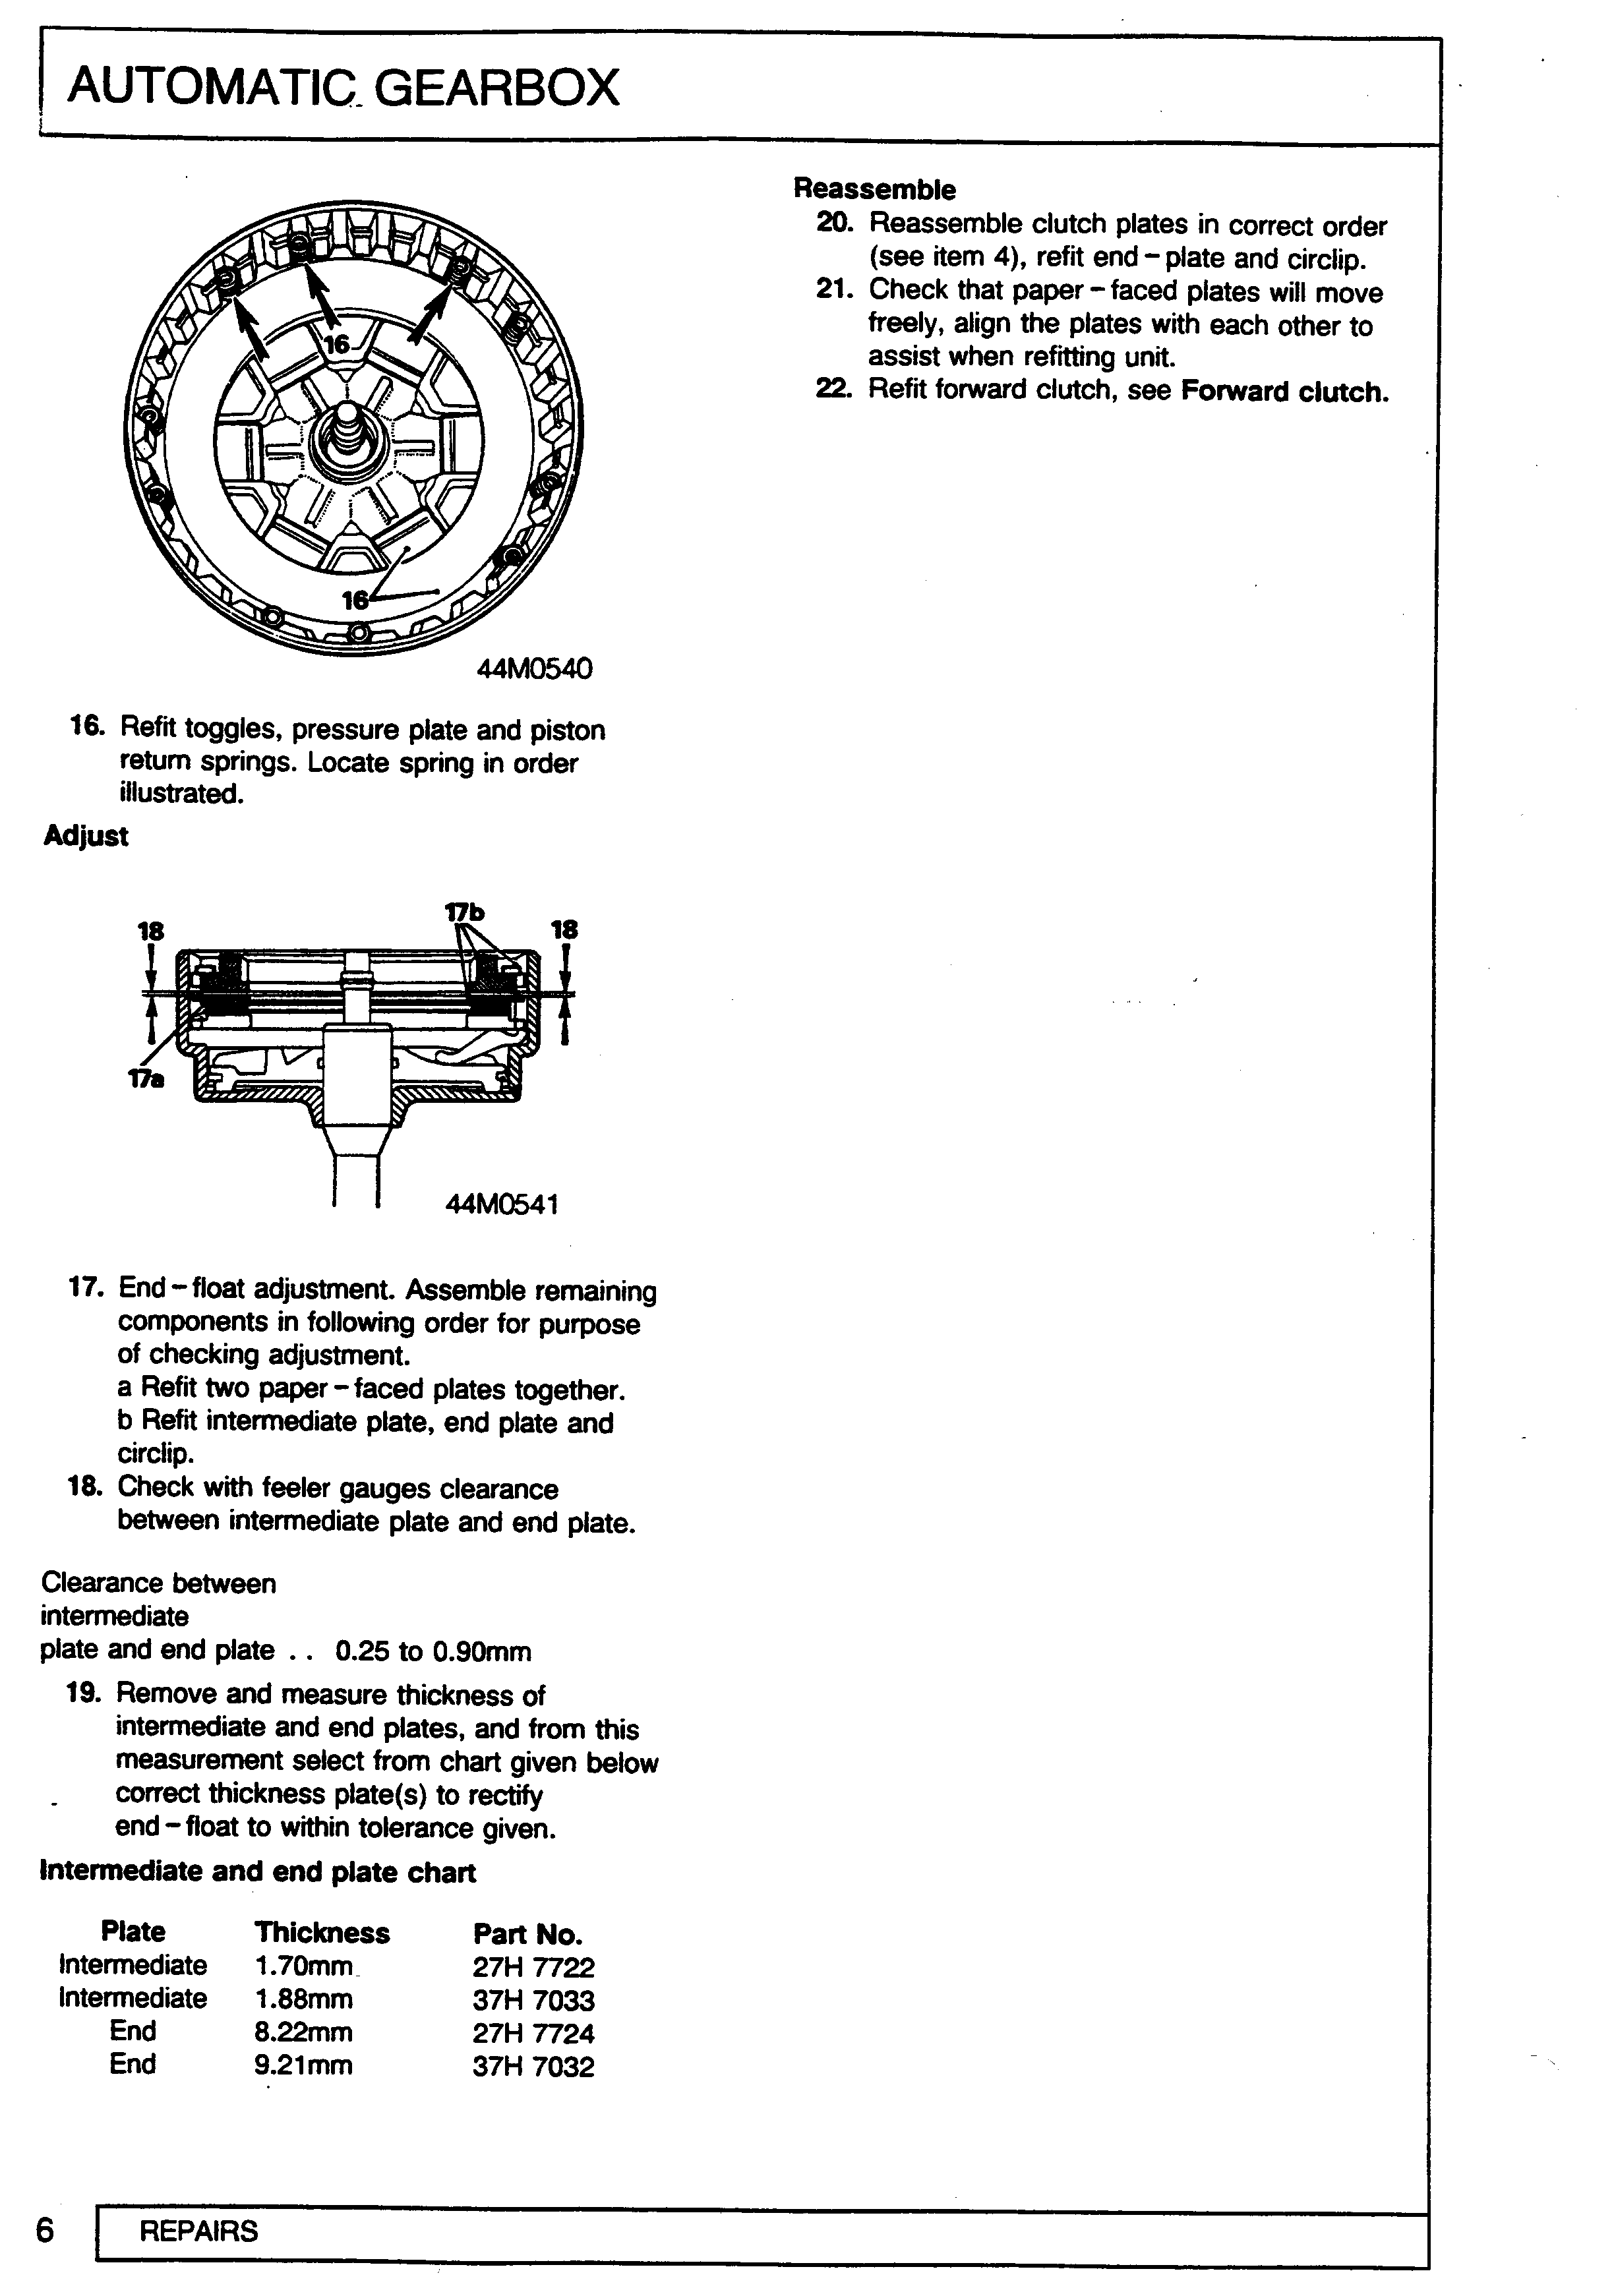 AUTOMATIC GEARBOX
16
16
44M0540
16. Refit toggles, pressure plate and piston
return springs. Locate spring in order
illustrated.
Adjust
18
17b
18
17a
44M0541
17. End – float adjustment. Assemble remaining
components in following order for purpose
of checking adjustment.
a Refit two paper – faced plates together.
b Refit intermediate plate, end plate and
circlip.
18. Check with feeler gauges clearance
between intermediate plate and end plate.
Clearance between
intermediate
plate and end plate . . 0.25 to 0.90mm
19. Remove and measure thickness of
intermediate and end plates, and from this
measurement select from chart given below
correct thickness plate(s) to rectify
end – float to within tolerance given.
Intermediate and end plate chart
Plate Thickness Part No.
Intermediate 1.70mm 27H 7722
Intermediate 1.88mm 37H 7033
End 8.22mm 27H 7724
End 9.21mm 37H 7032
Reassemble
20. Reassemble clutch plates in correct order
(see item 4), refit end – plate and circlip.
21. Check that paper – faced plates will move
freely, align the plates with each other to
assist when refitting unit.
22. Refit forward clutch, see Forward clutch.
6 REPAIRS